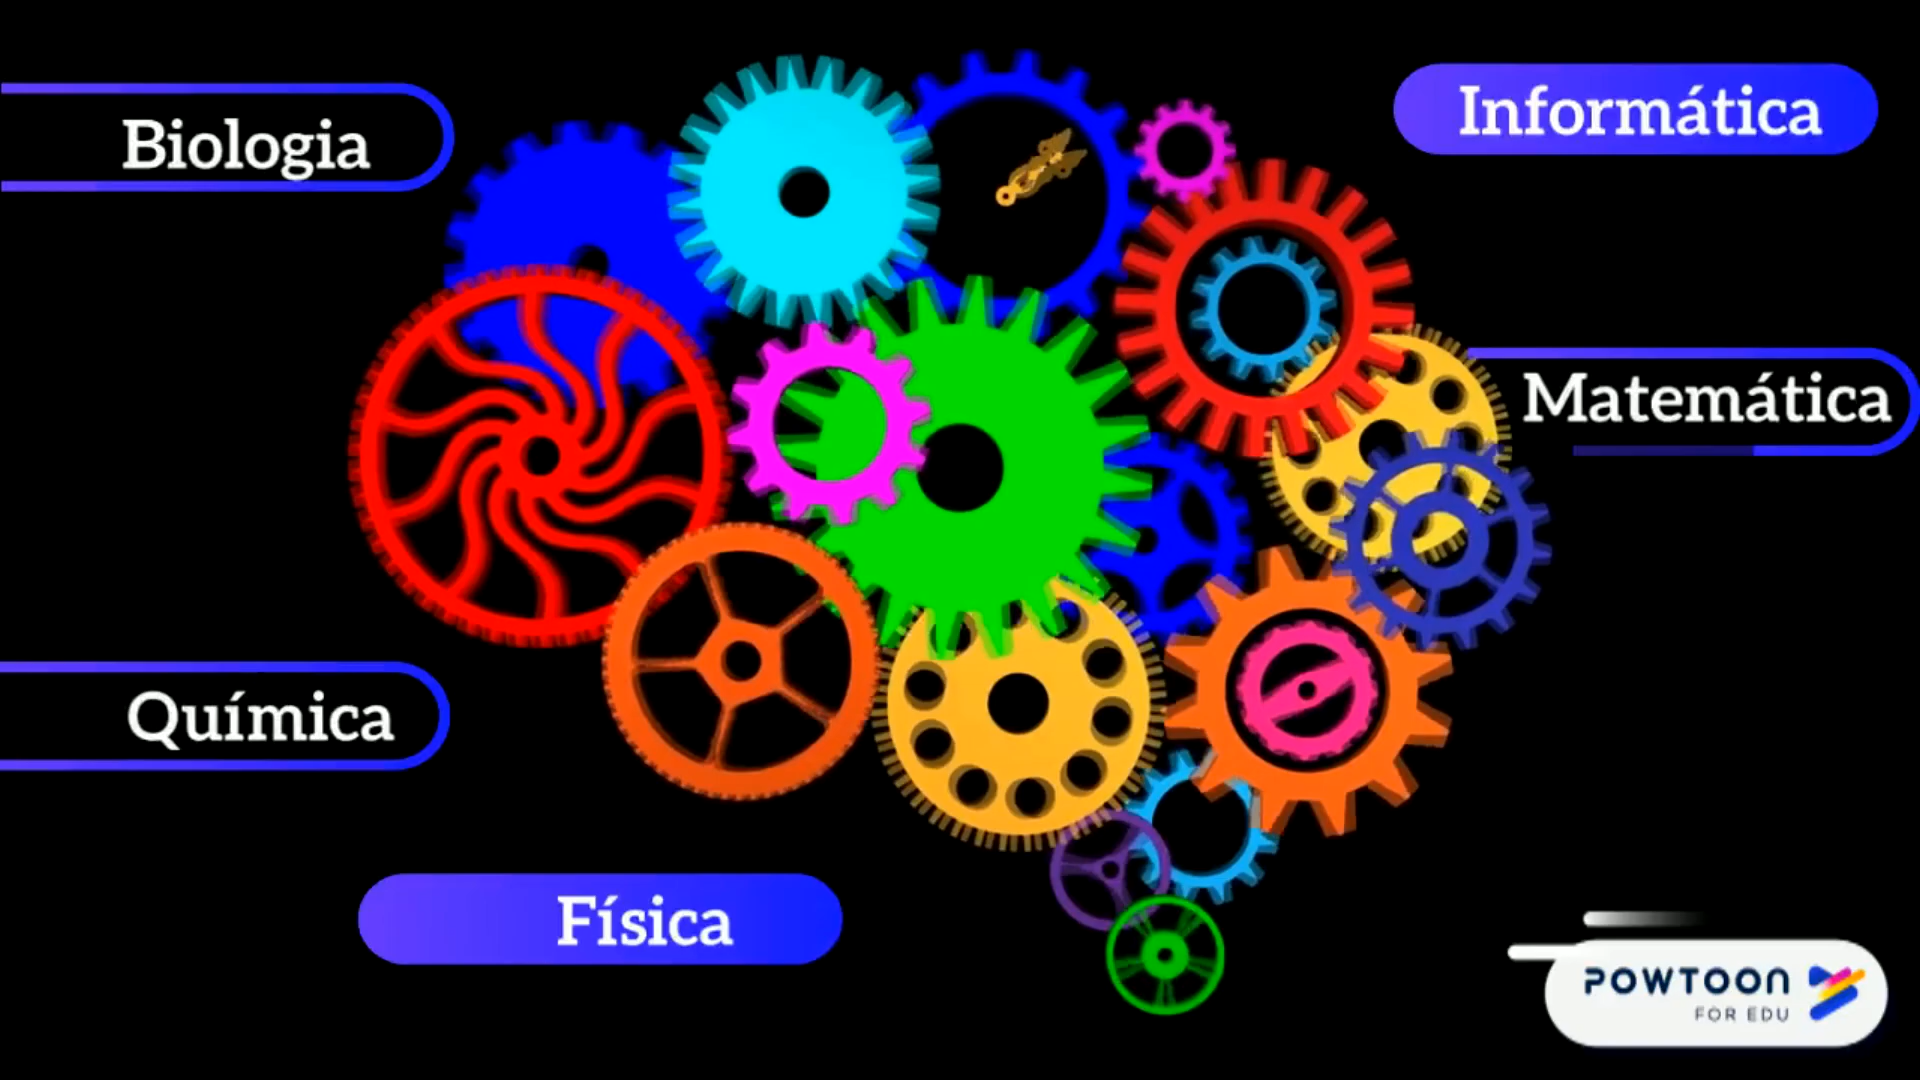 Biologia
Informática
Matemática
Química
Física
POWTOON
FOR EDU